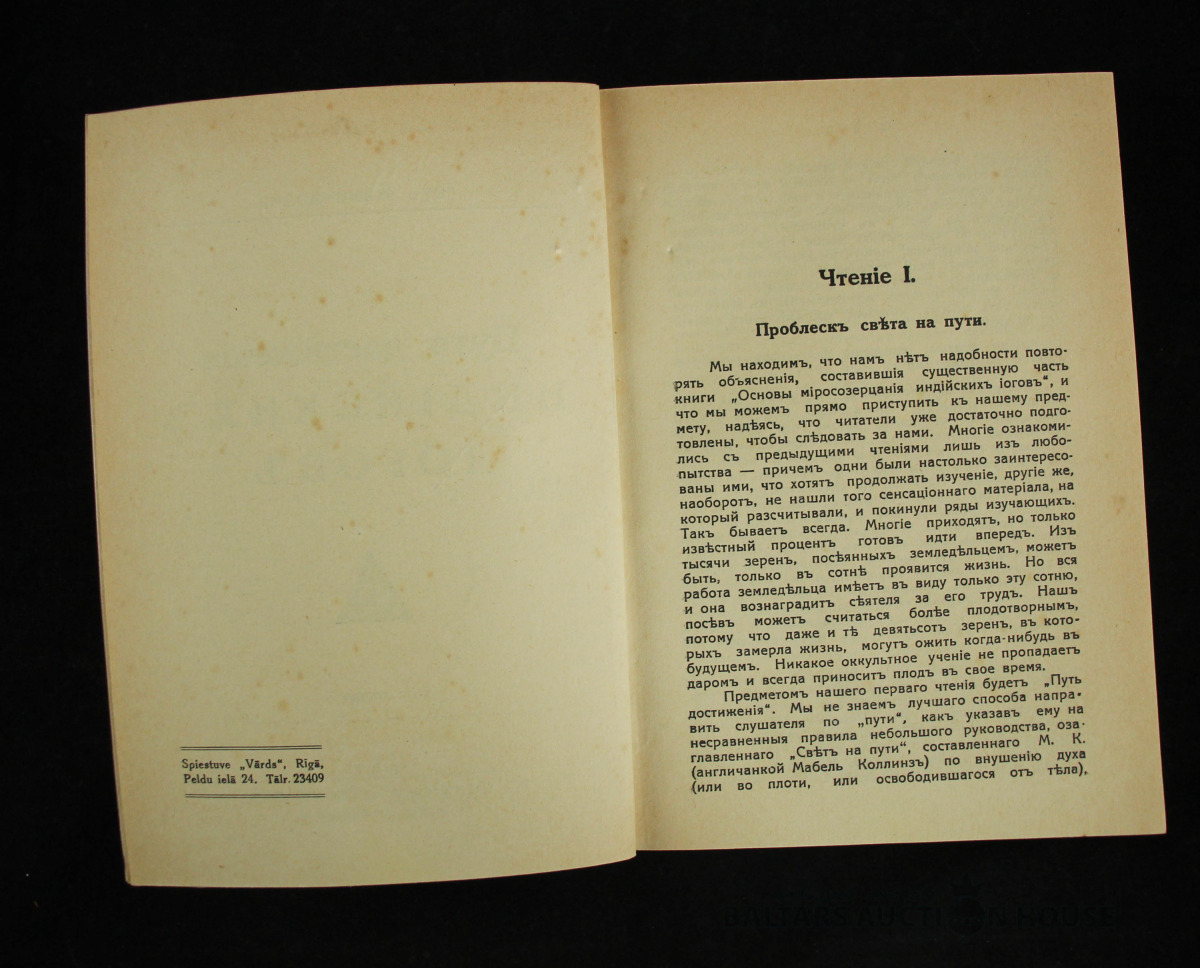 Spiestuve „Vārds“, Rīgā,
Peldu ielā 24. Tālr. 23409
Чтеніе I.
Проблескъ свѣта на пути.
Мы находимъ, что намъ нѣтъ надобности повто-
рять объясненія, составившія существенную часть
книги „Основы міросозерцанія индійскихъ іоговъ“, и
что мы можемъ прямо приступить къ нашему пред-
мету, надѣясь, что читатели уже достаточно подго-
товлены, чтобы слѣдовать за нами. Многіе ознакоми-
лись съ предыдущими чтеніями лишь изъ любо-
пытства — причемъ одни были настолько заинтересо-
ваны ими, что хотятъ продолжать изученіе, другіе же,
наоборотъ, не нашли того сенсаціоннаго матеріала, на
который разсчитывали, и покинули ряды изучающихъ.
Такъ бываетъ всегда. Многіе приходятъ, но только
извѣстный процентъ готовъ идти впередъ. Изъ
тысячи зеренъ, посѣянныхъ земледѣльцемъ, можетъ
быть, только въ сотнѣ проявится жизнь. Но вся
работа земледѣльца имѣетъ въ виду только эту сотню,
и она вознаградитъ сѣятеля за его трудъ. Нашъ
посѣвъ можетъ считаться болѣе плодотворнымъ,
потому что даже и тѣ девятьсотъ зеренъ, въ кото-
рыхъ замерла жизнь, могутъ ожить когда-нибудь въ
будущемъ. Никакое оккультное ученіе не пропадаетъ
даромъ и всегда приноситъ плодъ въ свое время.
Предметомъ нашего перваго чтенія будетъ „Путь
достиженія“. Мы не знаемъ лучшаго способа напра-
вить слушателя по „пути“, какъ указавъ ему на
несравненныя правила небольшого руководства, оза-
главленнаго „Свѣтъ на пути“, составленнаго М. К.
(англичанкой Мабель Коллинзъ) по внушенію духа
(или во плоти, или освободившагося отъ тѣла),
BALTARS AUCTION HOUSE